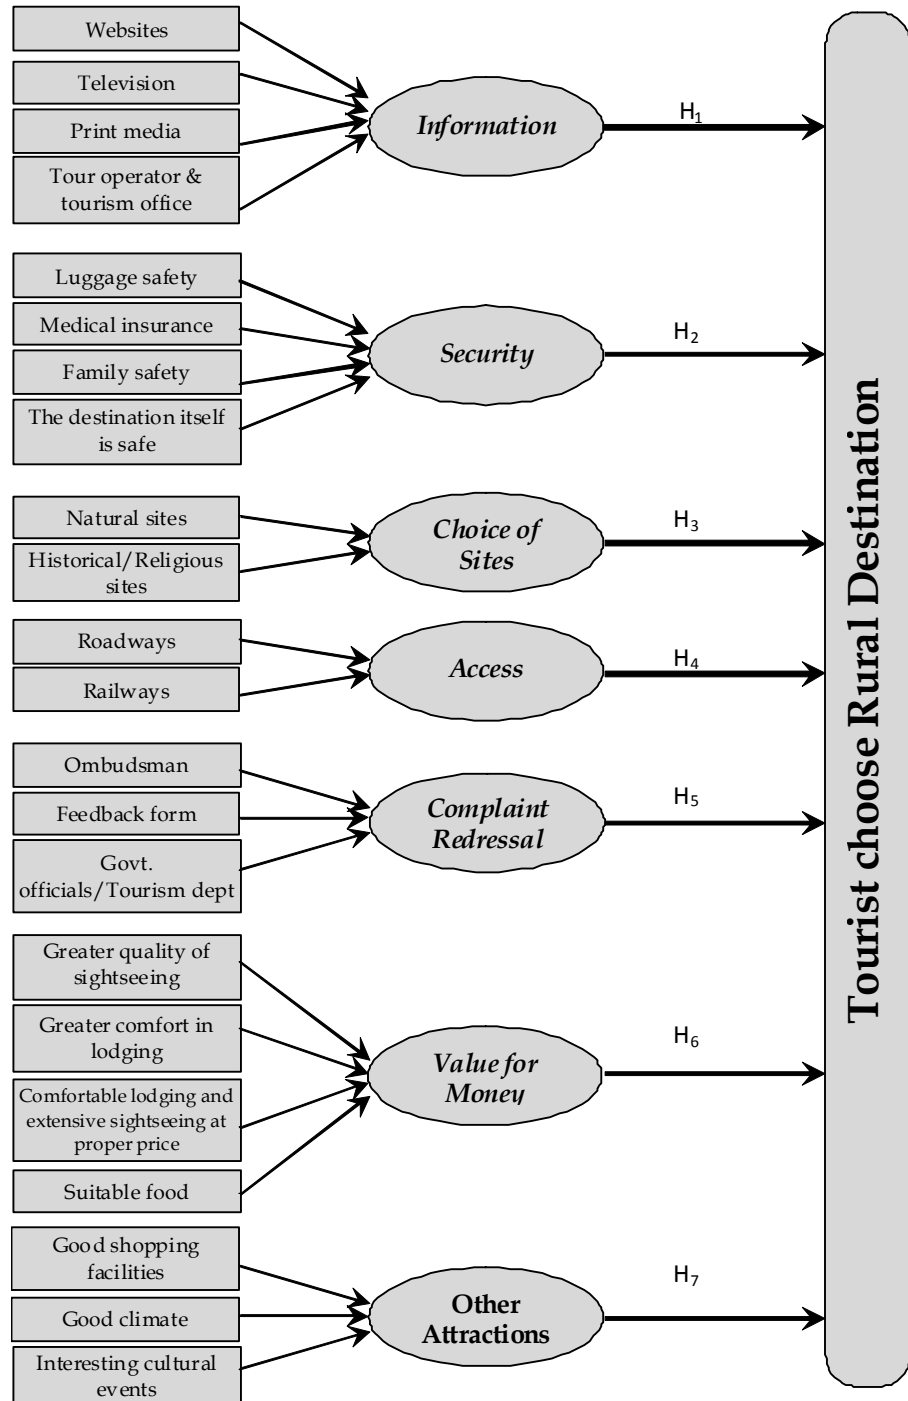 Websites
Television
Print media
Tour operator &
tourism office
Information
H₁
Luggage safety
Medical insurance
Family safety
The destination itself
is safe
Security
H₂
Natural sites
Historical/Religious
sites
Choice of
Sites
H₃
Roadways
Railways
Access
H₄
Ombudsman
Feedback form
Govt.
officials/Tourism dept
Complaint
Redressal
H₅
Greater quality of
sightseeing
Greater comfort in
lodging
Comfortable lodging and
extensive sightseeing at
proper price
Suitable food
Value for
Money
H₆
Good shopping
facilities
Good climate
Interesting cultural
events
Other
Attractions
H₇
Tourist choose Rural Destination